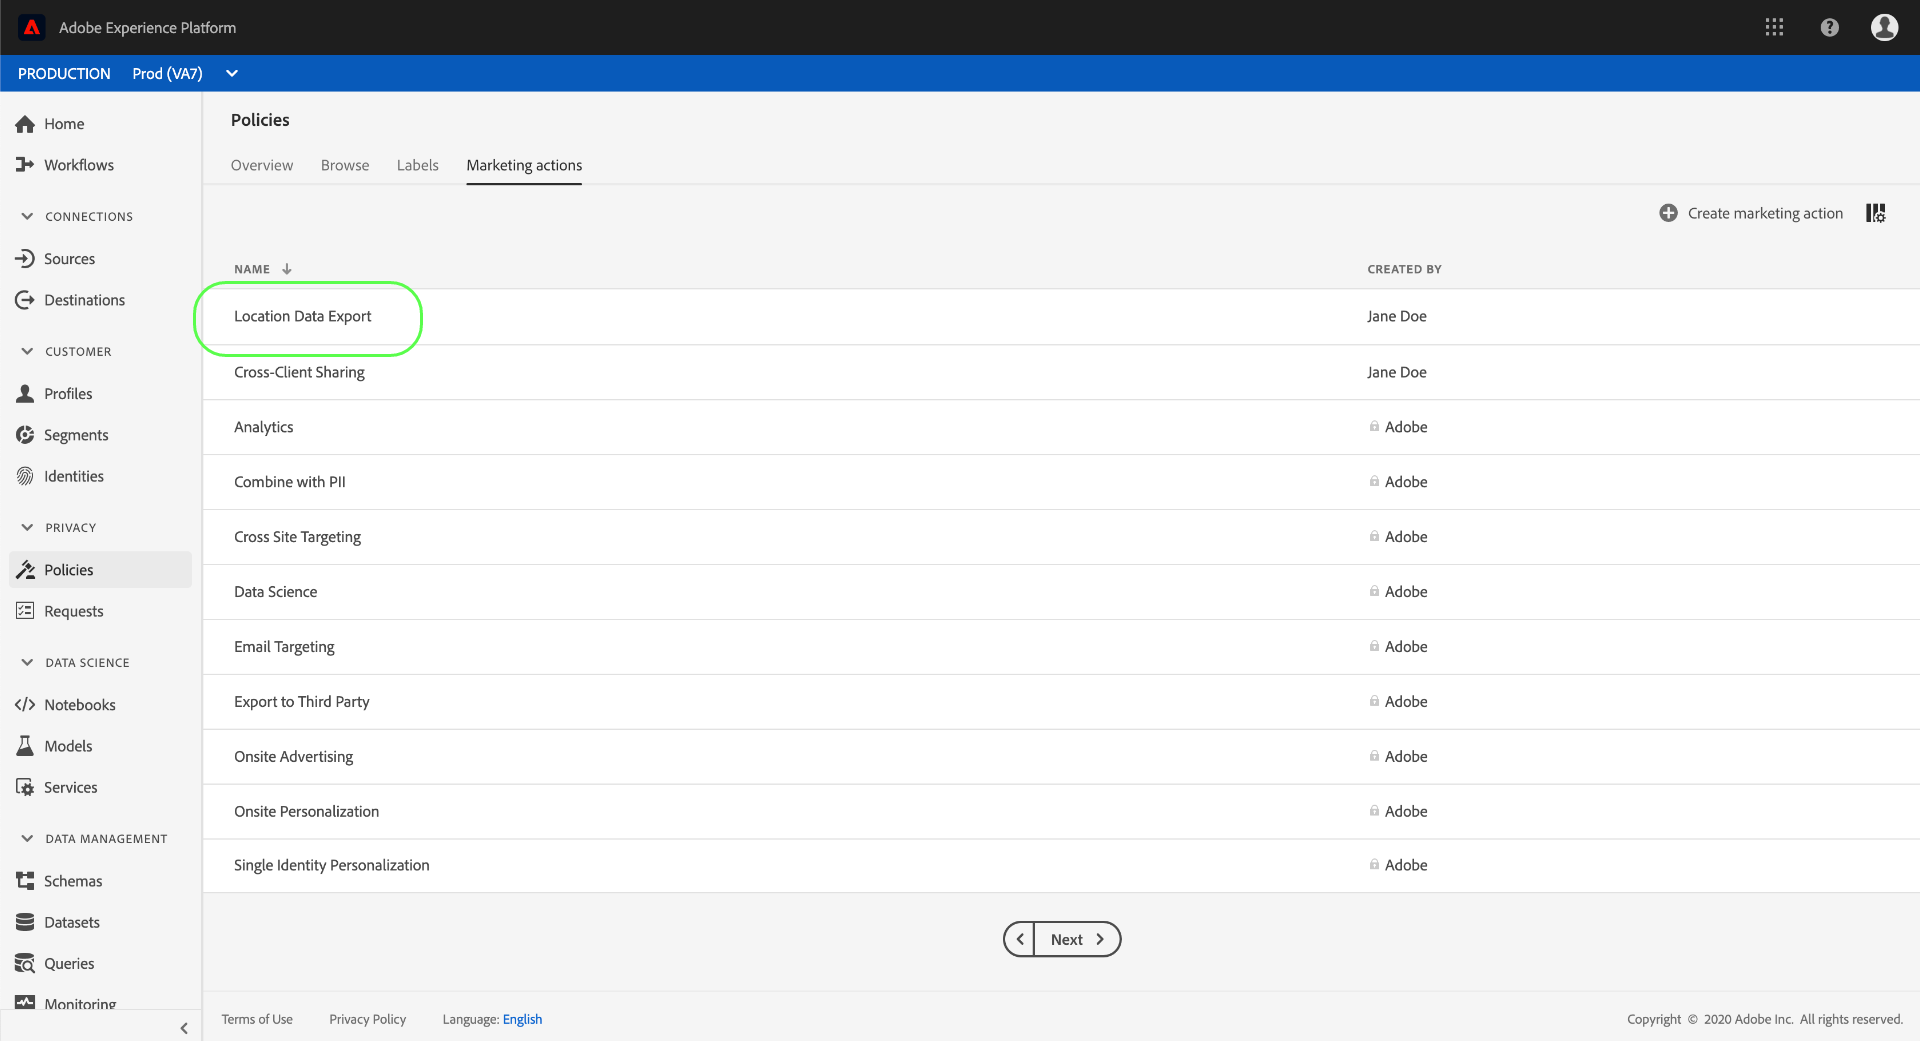 Adobe Experience Platform
PRODUCTION Prod (VA7)
Home
Workflows
CONNECTIONS
Sources
Destinations
CUSTOMER
Profiles
Segments
Identities
PRIVACY
Policies
Requests
DATA SCIENCE
Notebooks
Models
Services
DATA MANAGEMENT
Schemas
Datasets
Queries
Monitoring
Policies
Overview Browse Labels Marketing actions
Create marketing action
NAME CREATED BY
Location Data Export Jane Doe
Cross-Client Sharing Jane Doe
Analytics Adobe
Combine with PII Adobe
Cross Site Targeting Adobe
Data Science Adobe
Email Targeting Adobe
Export to Third Party Adobe
Onsite Advertising Adobe
Onsite Personalization Adobe
Single Identity Personalization Adobe
Next
Terms of Use Privacy Policy Language: English Copyright © 2020 Adobe Inc. All rights reserved.